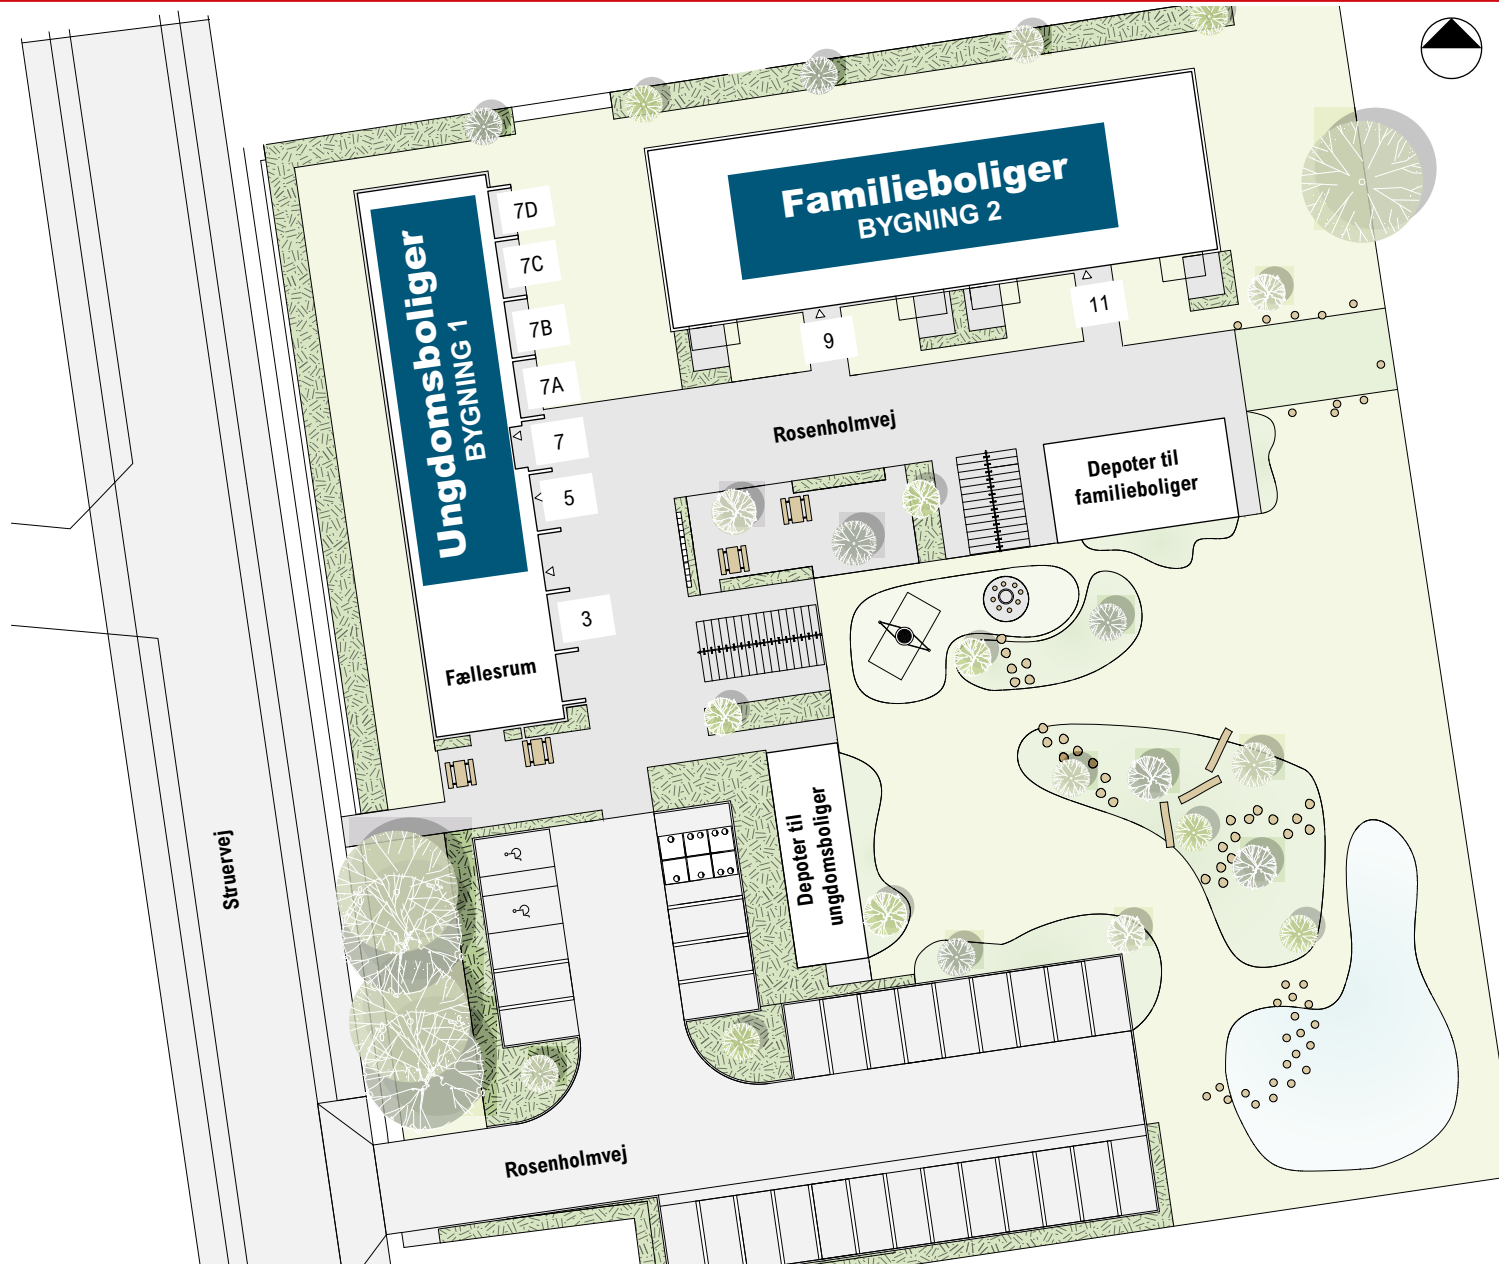 Familieboliger
BYGNING 2
Ungdomsboliger
BYGNING 1
7D
7C
7B
7A
7
5
3
9
11
Rosenholmvej
Depoter til
familieboliger
Fællesrum
Depoter til
ungdomsboliger
Struervej
Rosenholmvej